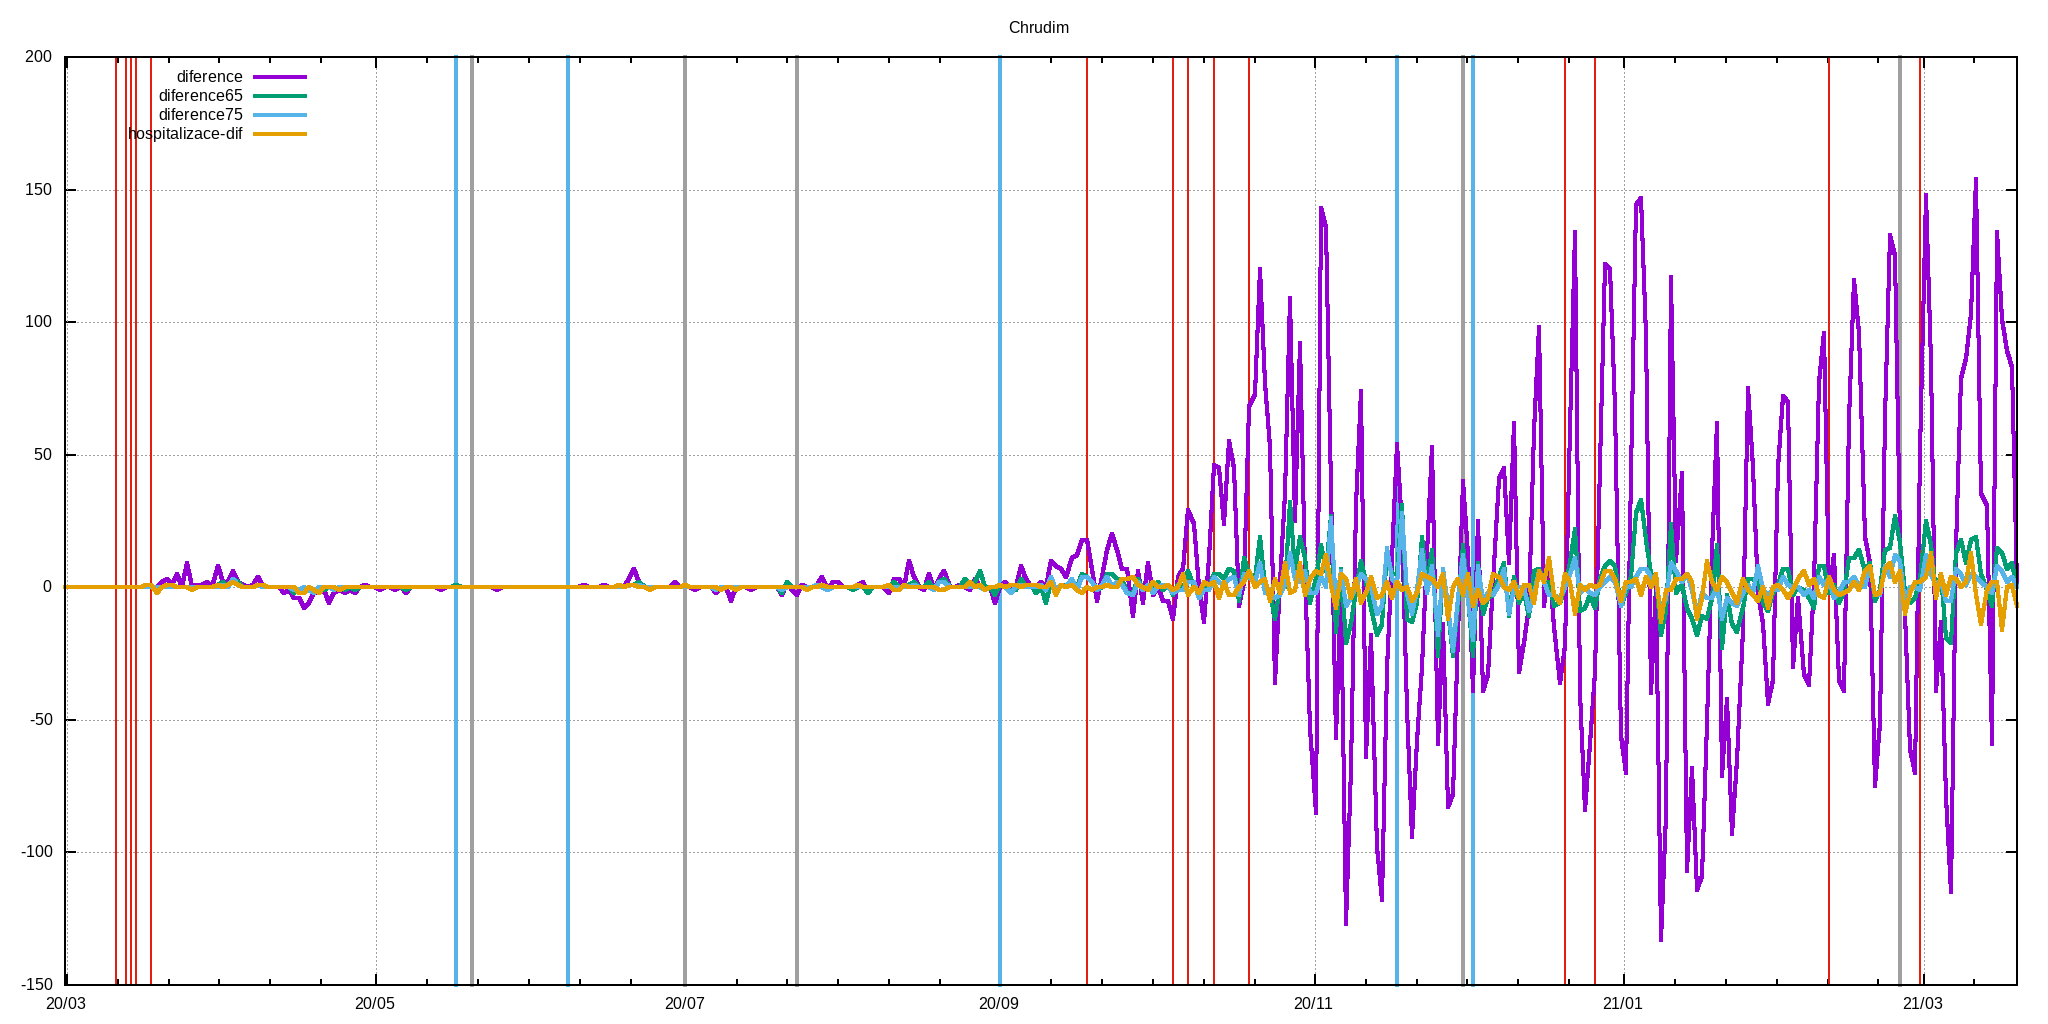 Chrudim
200
150
100
50
0
-50
-100
-150
diference
diference65
diference75
hospitalizace-dif
20/03 20/05 20/07 20/09 20/11 21/01 21/03